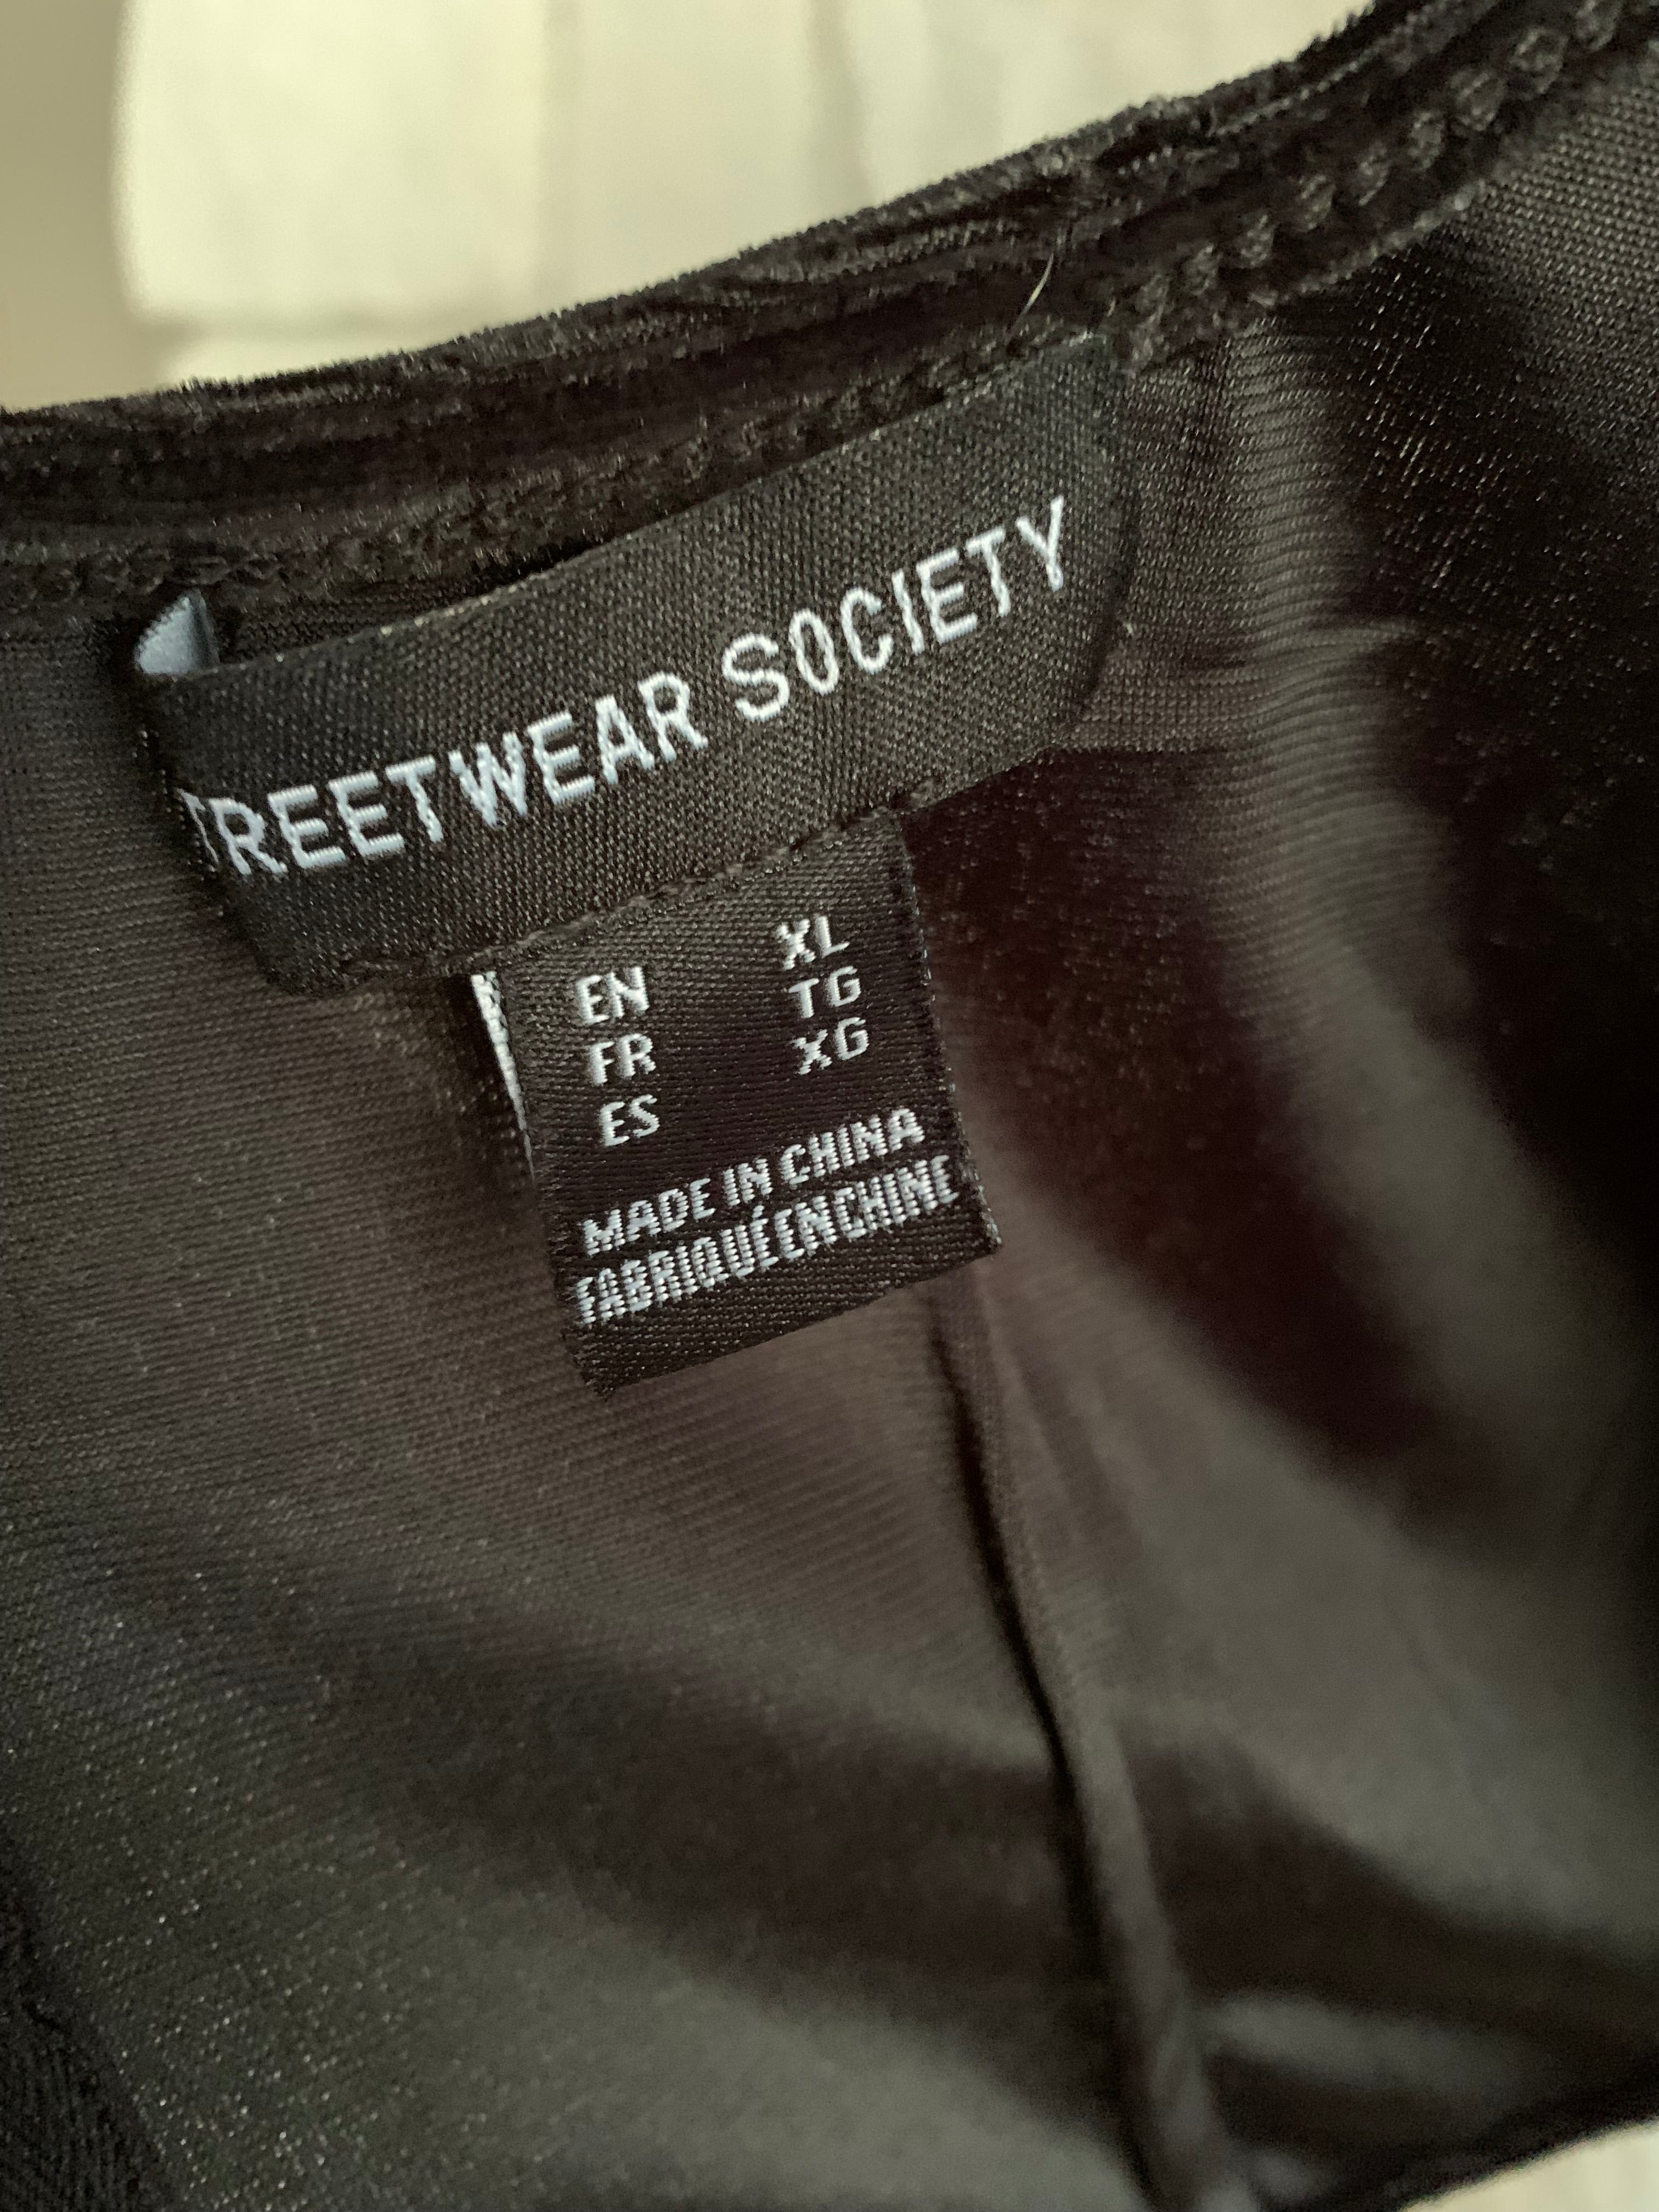 TREETWEAR SOCIETY
EN XL
FR TG
ES XG
MADE IN CHINA
FABRIQUÉ EN CHINE